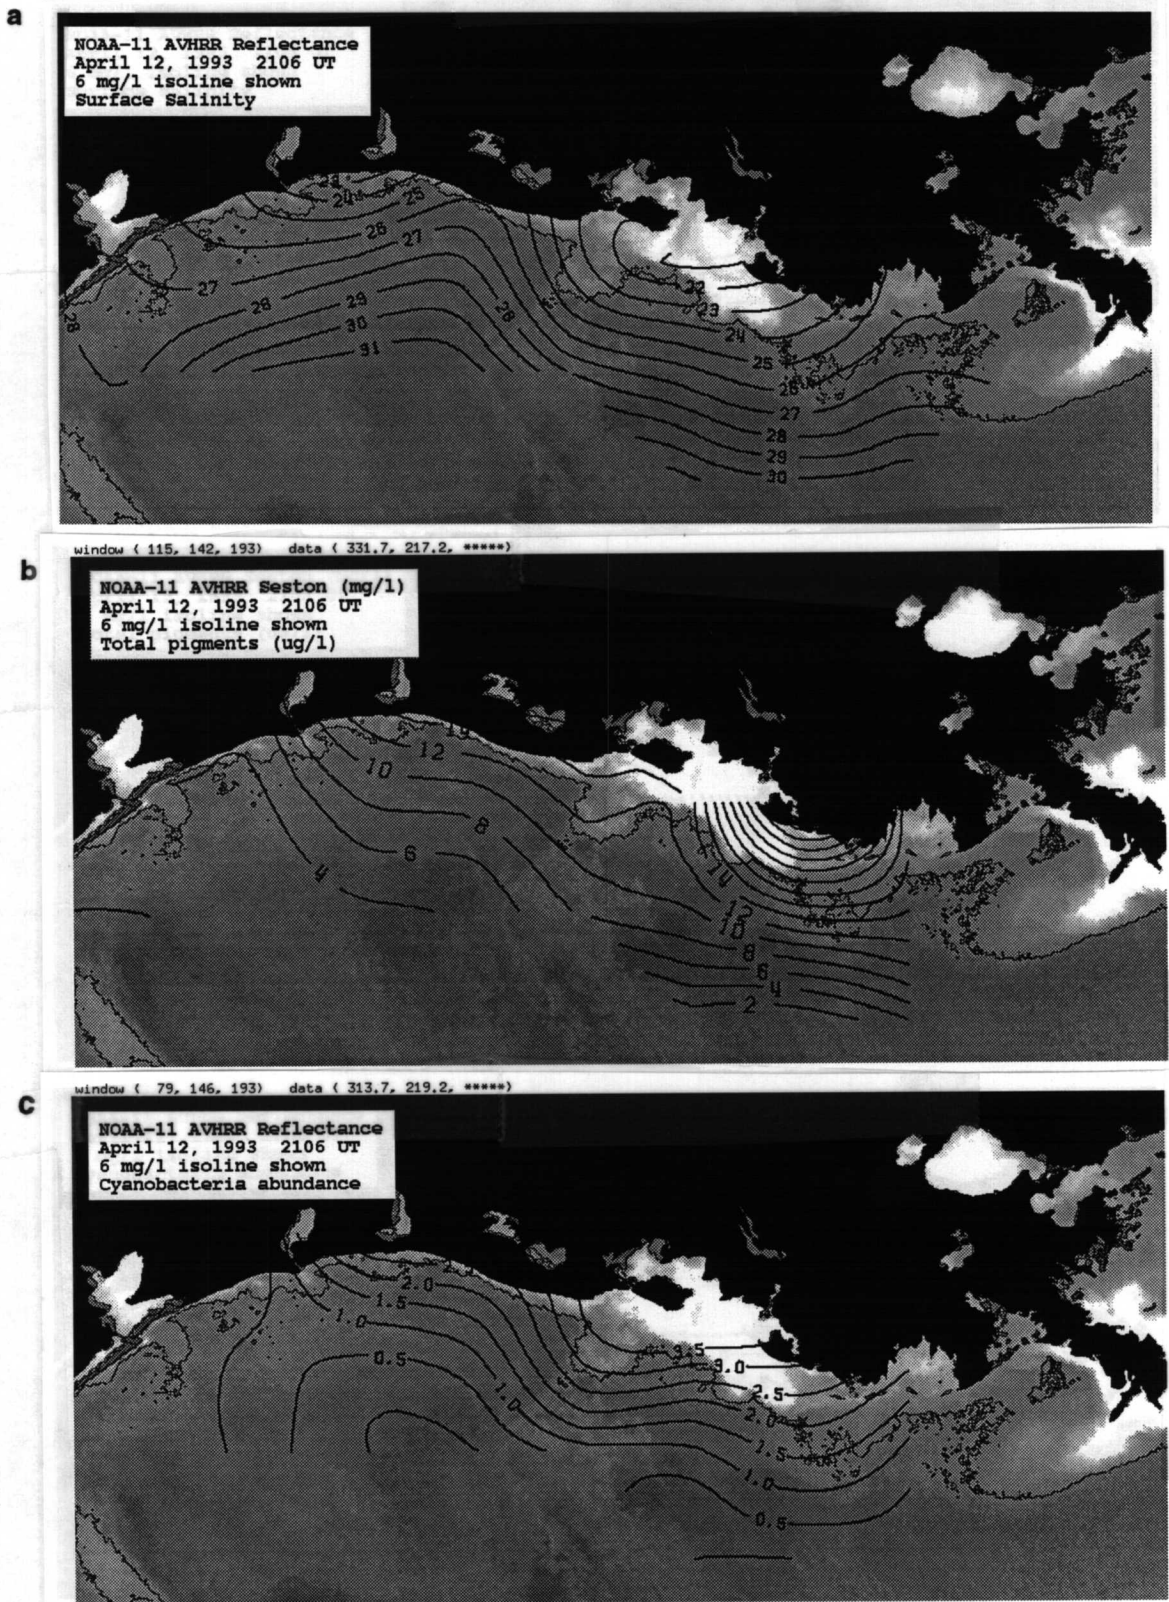 a
NOAA-11 AVHRR Reflectance
April 12, 1993 2106 UT
6 mg/l isoline shown
Surface Salinity
24
25
26
27
27
28
28
29
30
31
28
22
23
24
25
26
27
28
29
30
window ( 115, 142, 193) data ( 331.7, 217.2, *****)
b
NOAA-11 AVHRR Seston (mg/l)
April 12, 1993 2106 UT
6 mg/l isoline shown
Total pigments (ug/l)
12
10
8
6
4
14
12
10
8
6
4
2
window ( 79, 146, 193) data ( 313.7, 219.2, *****)
c
NOAA-11 AVHRR Reflectance
April 12, 1993 2106 UT
6 mg/l isoline shown
Cyanobacteria abundance
2.0
1.5
1.0
0.5
1.0
3.5
3.0
2.5
2.0
1.5
1.0
0.5